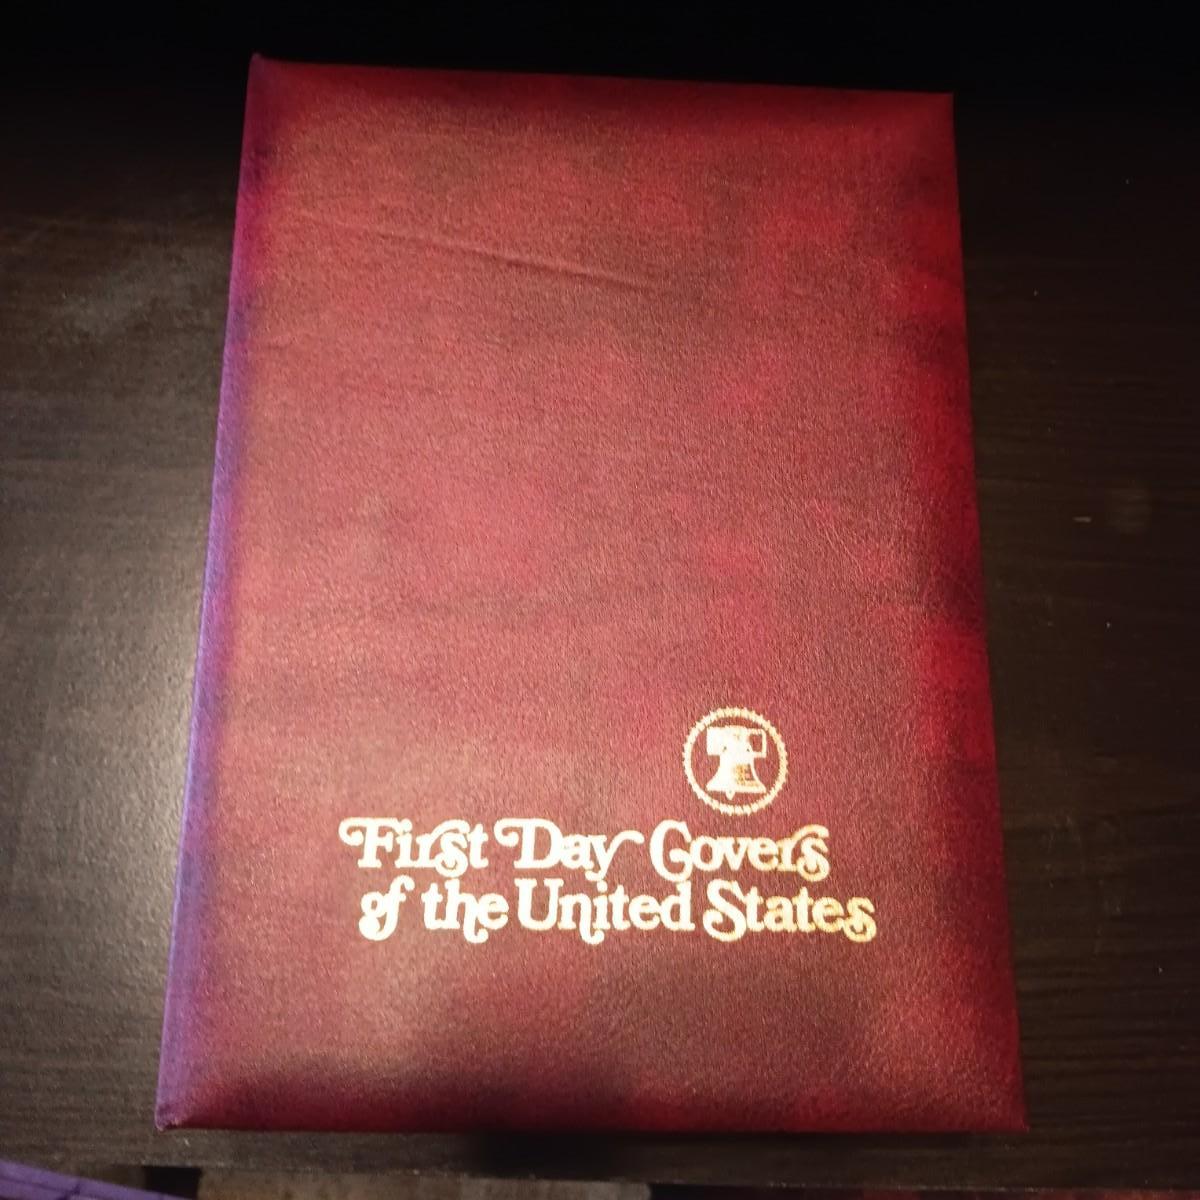 First Day Covers
of the United States